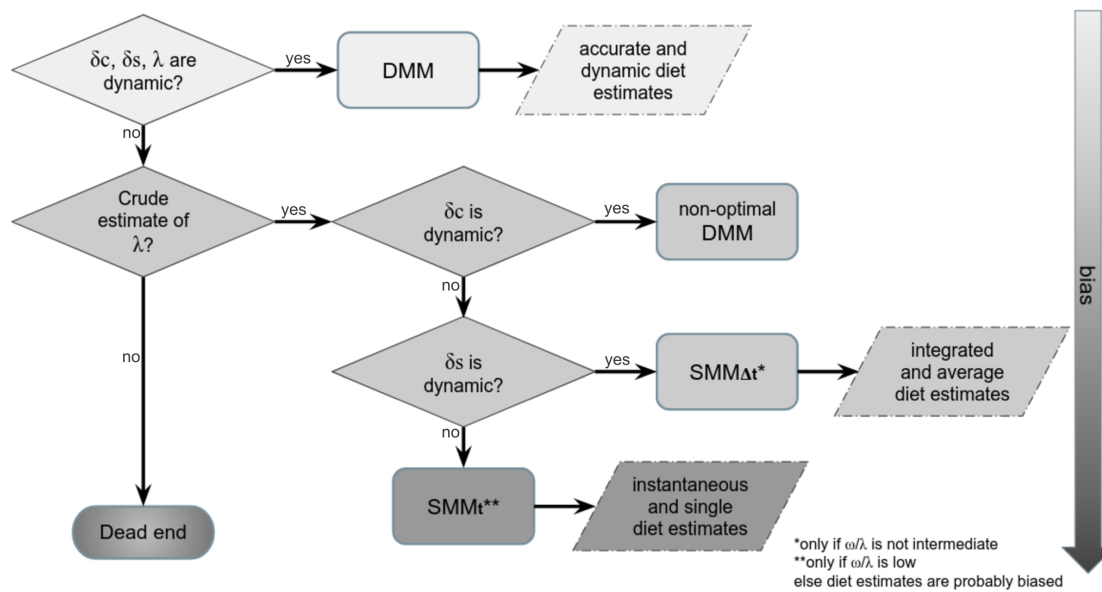 δc, δs, λ are
dynamic?
yes
DMM
accurate and
dynamic diet
estimates
no
Crude
estimate of
λ?
yes
δc is
dynamic?
yes
non-optimal
DMM
bias
no
no
δs is
dynamic?
yes
SMMΔt*
integrated
and average
diet estimates
no
Dead end
SMMt**
instantaneous
and single
diet estimates
*only if ω/λ is not intermediate
**only if ω/λ is low
else diet estimates are probably biased